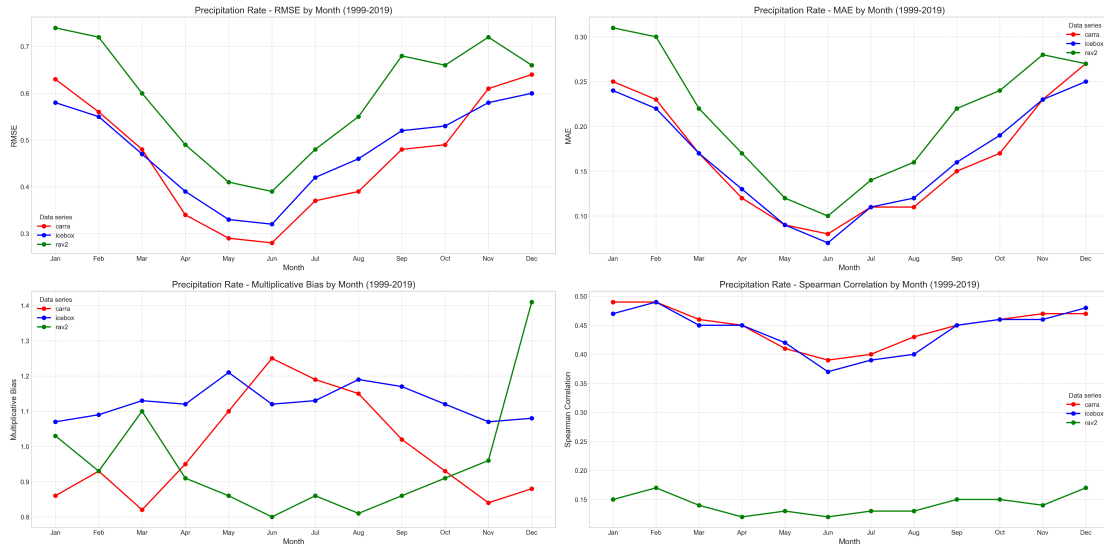 Precipitation Rate - RMSE by Month (1999-2019)
0.7
0.6
0.5
0.4
0.3
RMSE
Data series
carra
icebox
rav2
Jan Feb Mar Apr May Jun Jul Aug Sep Oct Nov Dec
Month
Precipitation Rate - MAE by Month (1999-2019)
0.30
0.25
0.20
0.15
0.10
MAE
Data series
carra
icebox
rav2
Jan Feb Mar Apr May Jun Jul Aug Sep Oct Nov Dec
Month
Precipitation Rate - Multiplicative Bias by Month (1999-2019)
1.4
1.3
1.2
1.1
1.0
0.9
0.8
Multiplicative Bias
Data series
carra
icebox
rav2
Jan Feb Mar Apr May Jun Jul Aug Sep Oct Nov Dec
Month
Precipitation Rate - Spearman Correlation by Month (1999-2019)
0.50
0.45
0.40
0.35
0.30
0.25
0.20
0.15
Spearman Correlation
Data series
carra
icebox
rav2
Jan Feb Mar Apr May Jun Jul Aug Sep Oct Nov Dec
Month